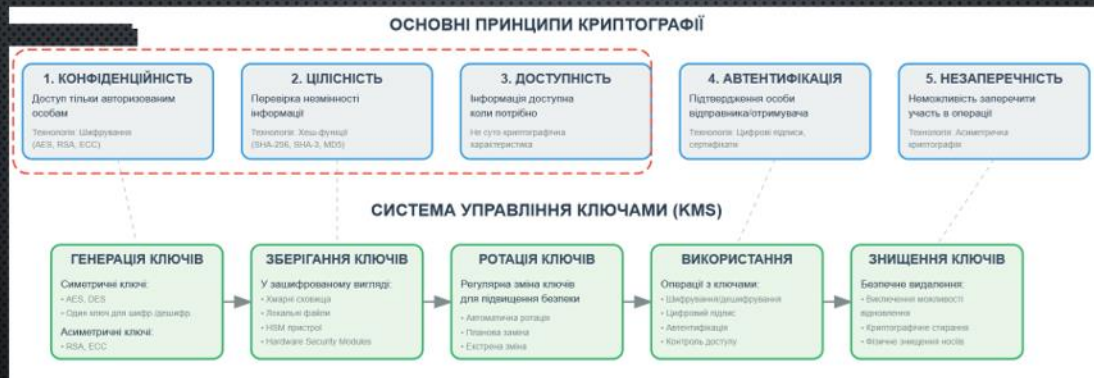 ОСНОВНІ ПРИНЦИПИ КРИПТОГРАФІЇ
1. КОНФІДЕНЦІЙНІСТЬ
Доступ тільки авторизованим
особам
Технологія: Шифрування
(AES, RSA, ECC)
2. ЦІЛІСНІСТЬ
Перевірка незмінності
інформації
Технологія: Хеш-функції
(SHA-256, SHA-3, MD5)
3. ДОСТУПНІСТЬ
Інформація доступна
коли потрібно
Не суто криптографічна
характеристика
4. АВТЕНТИФІКАЦІЯ
Підтвердження особи
відправника/отримувача
Технологія: Цифрові підписи,
сертифікати
5. НЕЗАПЕРЕЧНІСТЬ
Неможливість заперечити
участь в операції
Технологія: Асиметрична
криптографія
СИСТЕМА УПРАВЛІННЯ КЛЮЧАМИ (KMS)
ГЕНЕРАЦІЯ КЛЮЧІВ
Симетричні ключі:
• AES, DES
• Один ключ для шифр./дешифр.
Асиметричні ключі:
• RSA, ECC
ЗБЕРІГАННЯ КЛЮЧІВ
У зашифрованому вигляді:
• Хмарні сховища
• Локальні файли
• HSM пристрої
• Hardware Security Modules
РОТАЦІЯ КЛЮЧІВ
Регулярна зміна ключів
для підвищення безпеки
• Автоматична ротація
• Планова заміна
• Екстрена зміна
ВИКОРИСТАННЯ
Операції з ключами:
• Шифрування/дешифрування
• Цифровий підпис
• Автентифікація
• Контроль доступу
ЗНИЩЕННЯ КЛЮЧІВ
Безпечне видалення:
• Виключення можливості
відновлення
• Криптографічне стирання
• Фізичне знищення носіїв